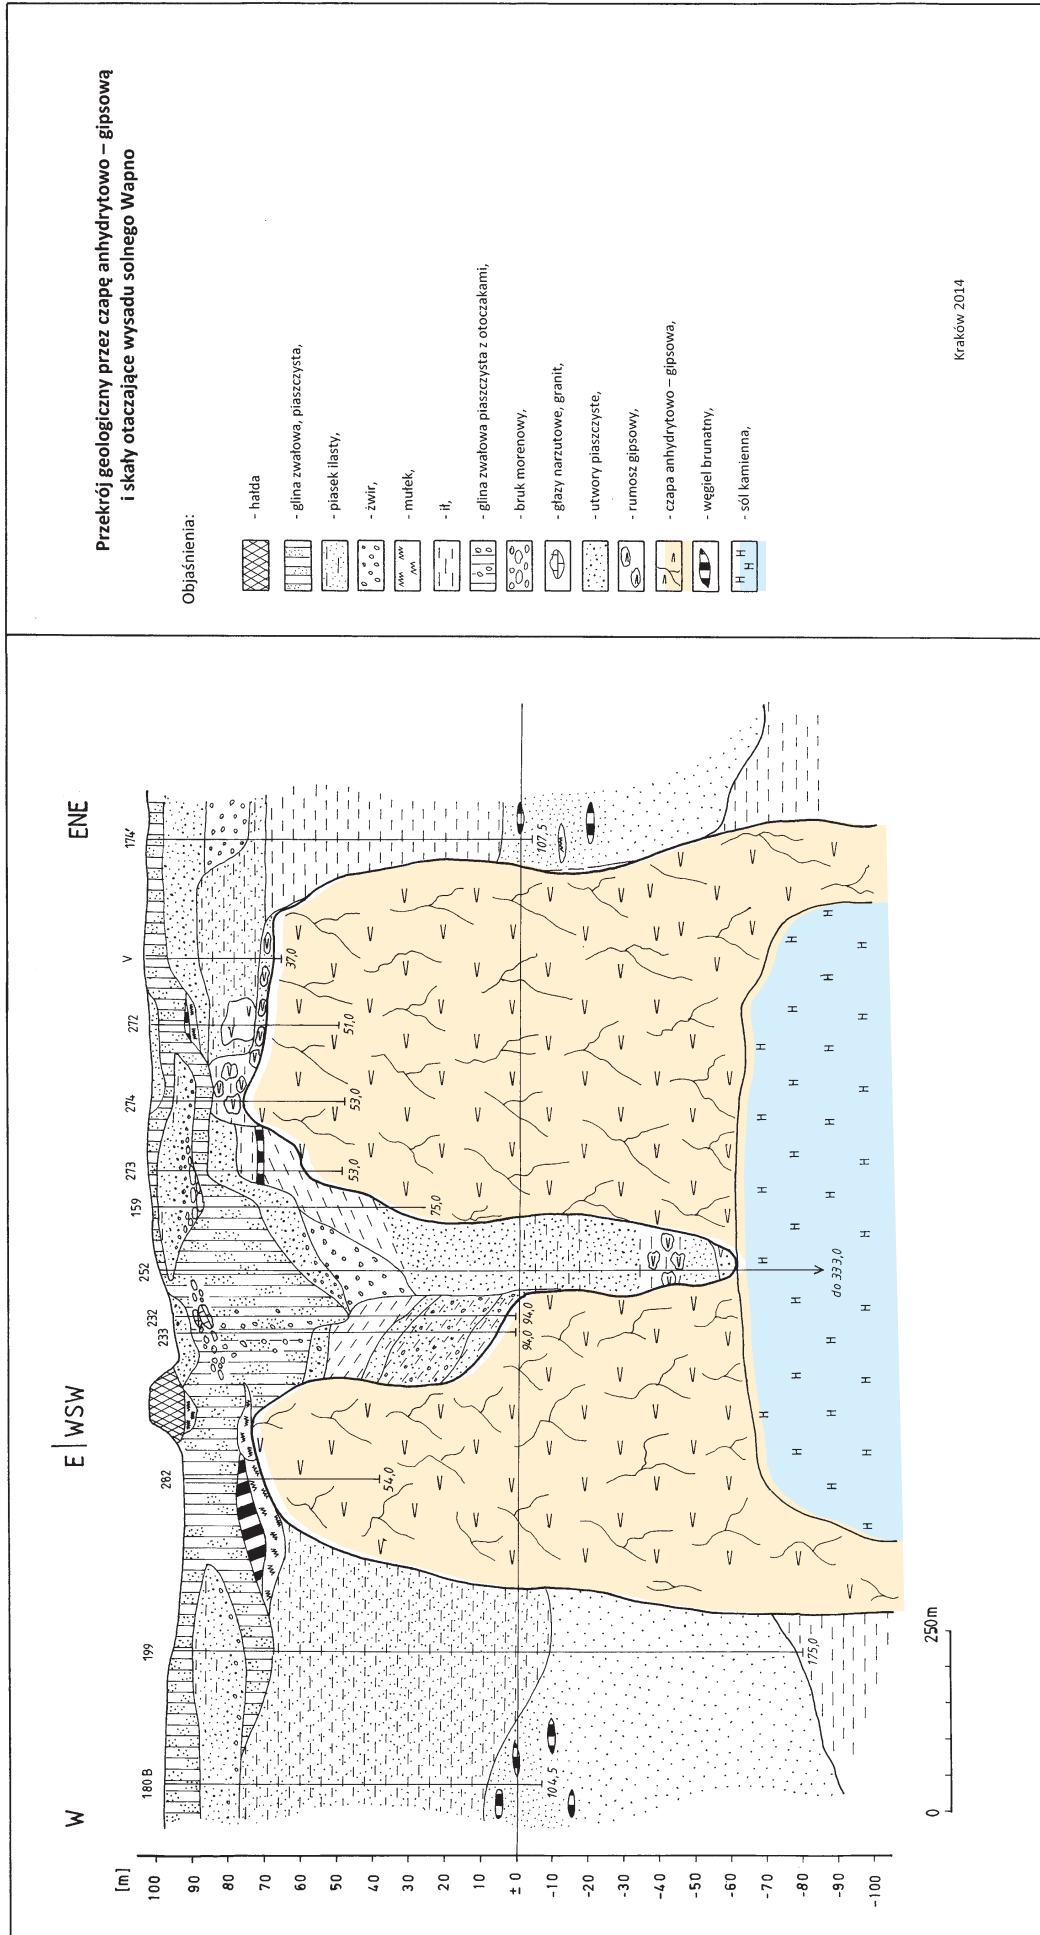 Przekrój geologiczny przez czapę anhydrytowo – gipsową
i skały otaczające wysadu solnego Wapno
Objaśnienia:
- hałda
- glina zwałowa, piaszczysta,
- piasek ilasty,
- żwir,
- mułek,
- ił,
- glina zwałowa piaszczysta z otoczakami,
- bruk morenowy,
- głazy narzutowe, granit,
- utwory piaszczyste,
- rumosz gipsowy,
- czapa anhydrytowo – gipsowa,
- węgiel brunatny,
- sól kamienna,
Kraków 2014
W
E | WSW
ENE
180 B
199
262
233
232
252
159
273
274
272
V
174'
[m]
100
90
80
70
60
50
40
30
20
10
± 0
-10
-20
-30
-40
-50
-60
-70
-80
-90
-100
104,5
175,0
54,0
94,0
94,0
do 333,0
75,0
53,0
53,0
51,0
37,0
107,5
0
250 m